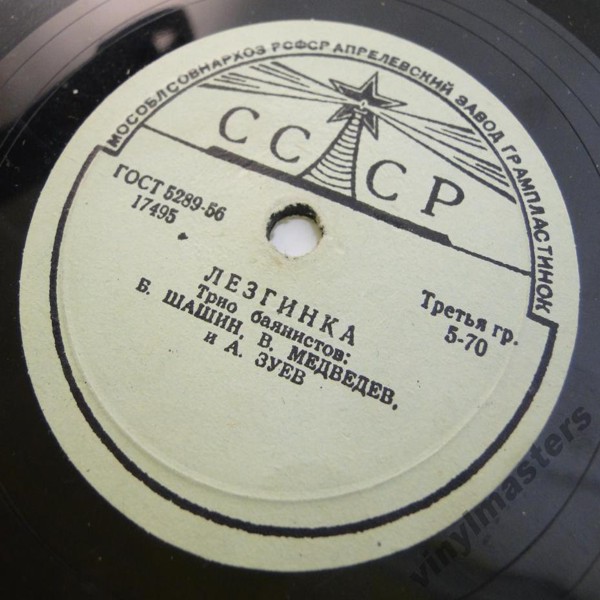 МОСОБЛСОВНАРХОЗ РСФСР АПРЕЛЕВСКИЙ ЗАВОД ГРАМПЛАСТИНОК
СССР
ГОСТ 5289-56
17495
Третья гр.
5-70
ЛЕЗГИНКА
Трио баянистов:
Б. ШАШИН, В. МЕДВЕДЕВ,
и А. ЗУЕВ
vinylmasters